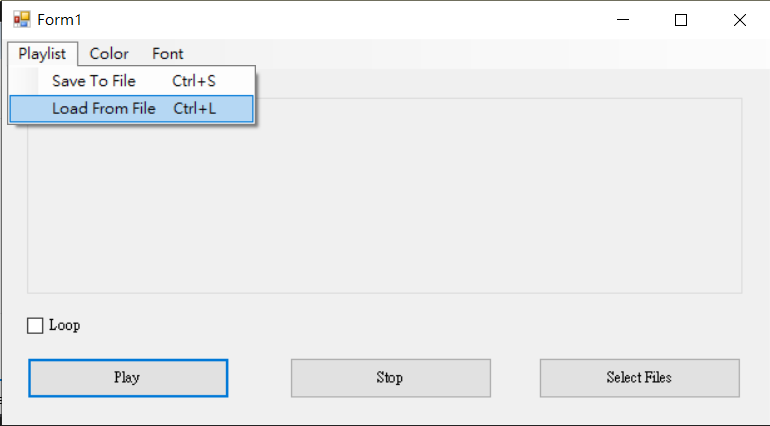 Form1
Playlist Color Font
Save To File Ctrl+S
Load From File Ctrl+L
Loop
Play Stop Select Files